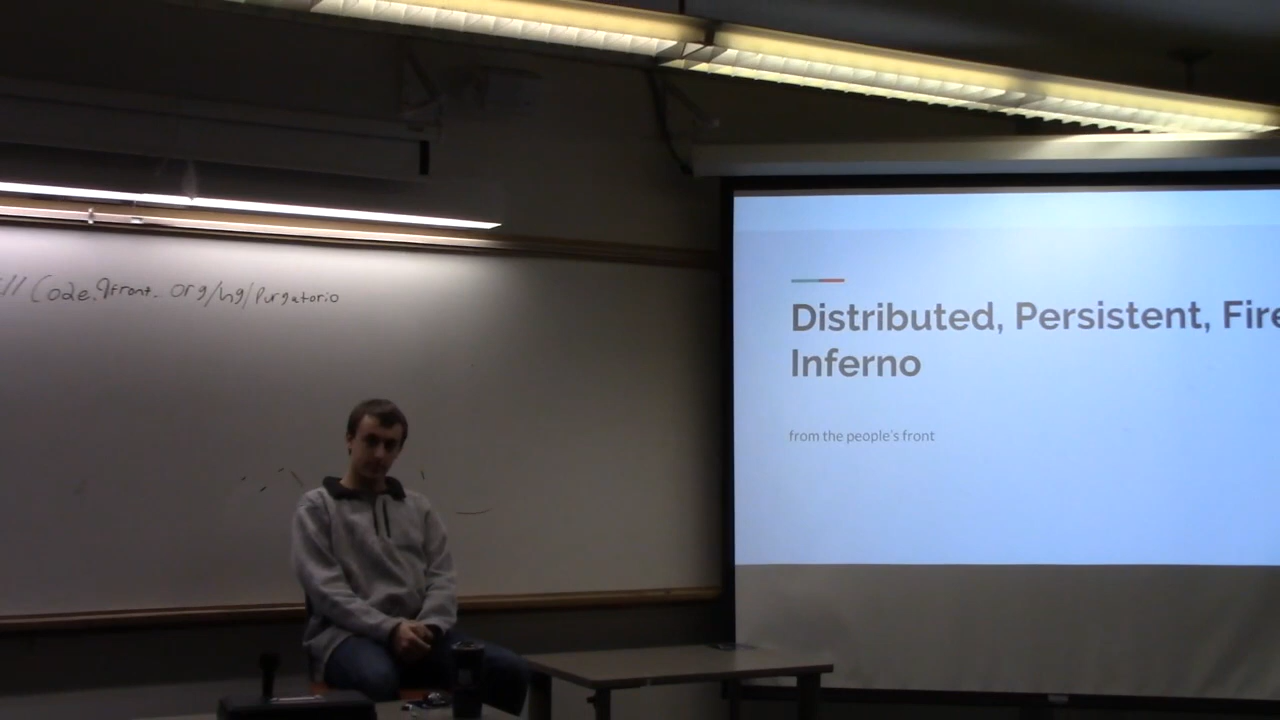 // Code.9front.org/hg/Purgatorio
Distributed, Persistent, Fire
Inferno
from the people's front